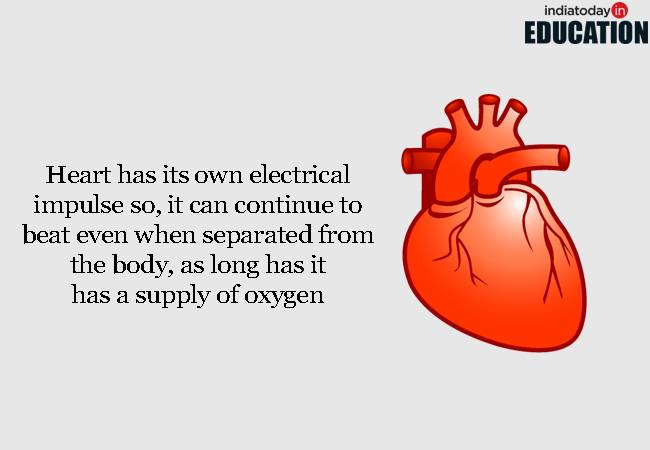 indiatoday in
EDUCATION
Heart has its own electrical
impulse so, it can continue to
beat even when separated from
the body, as long has it
has a supply of oxygen